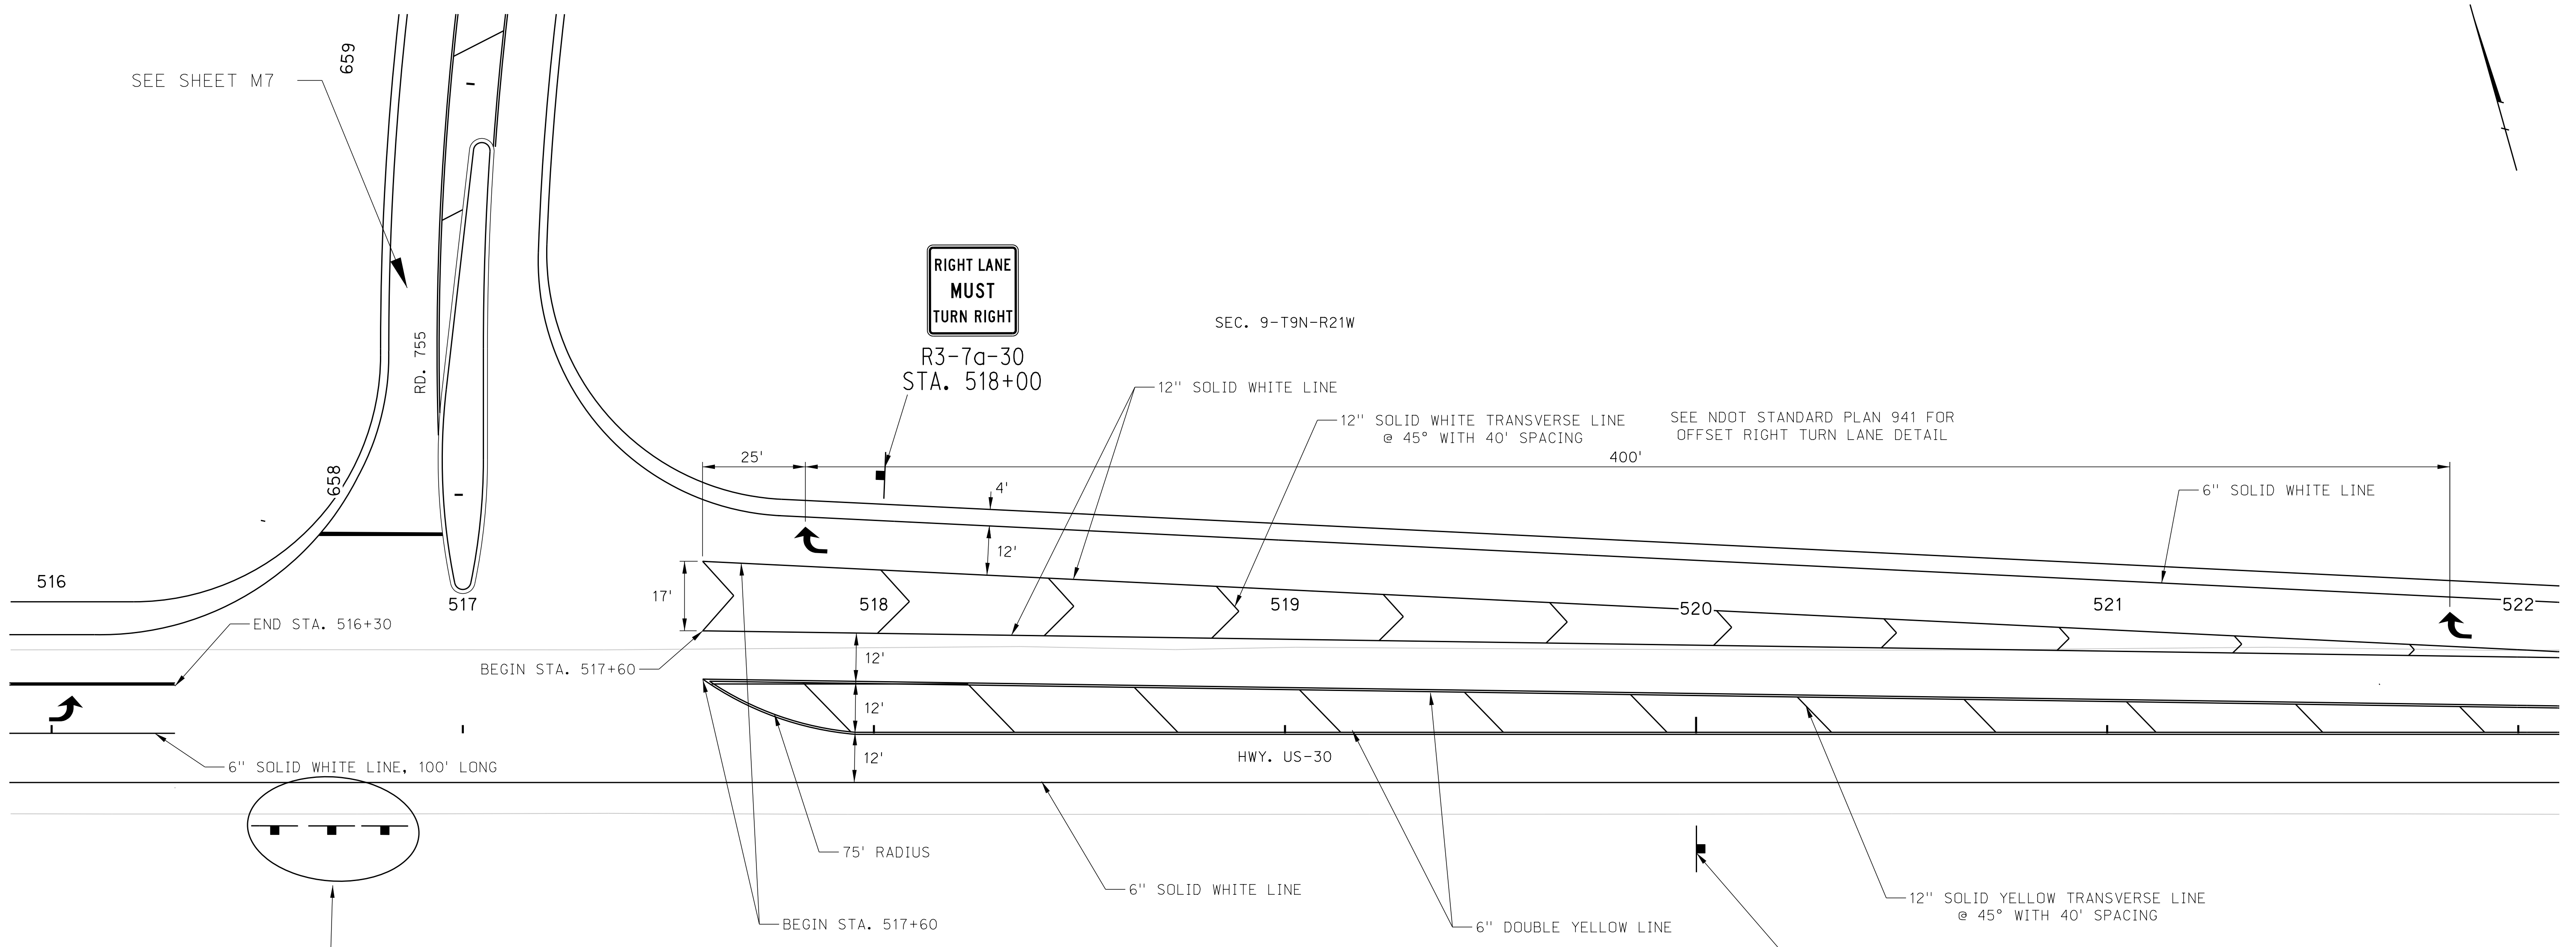 659
SEE SHEET M7
RIGHT LANE
MUST
TURN RIGHT
R3-7a-30
STA. 518+00
SEC. 9-T9N-R21W
RD. 755
12" SOLID WHITE LINE
12" SOLID WHITE TRANSVERSE LINE
@ 45° WITH 40' SPACING
SEE NDOT STANDARD PLAN 941 FOR
OFFSET RIGHT TURN LANE DETAIL
25'
400'
658
4'
6" SOLID WHITE LINE
12'
516
17'
517
518
519
520
521
522
END STA. 516+30
BEGIN STA. 517+60
12'
12'
6" SOLID WHITE LINE, 100' LONG
12'
HWY. US-30
75' RADIUS
6" SOLID WHITE LINE
BEGIN STA. 517+60
6" DOUBLE YELLOW LINE
12" SOLID YELLOW TRANSVERSE LINE
@ 45° WITH 40' SPACING